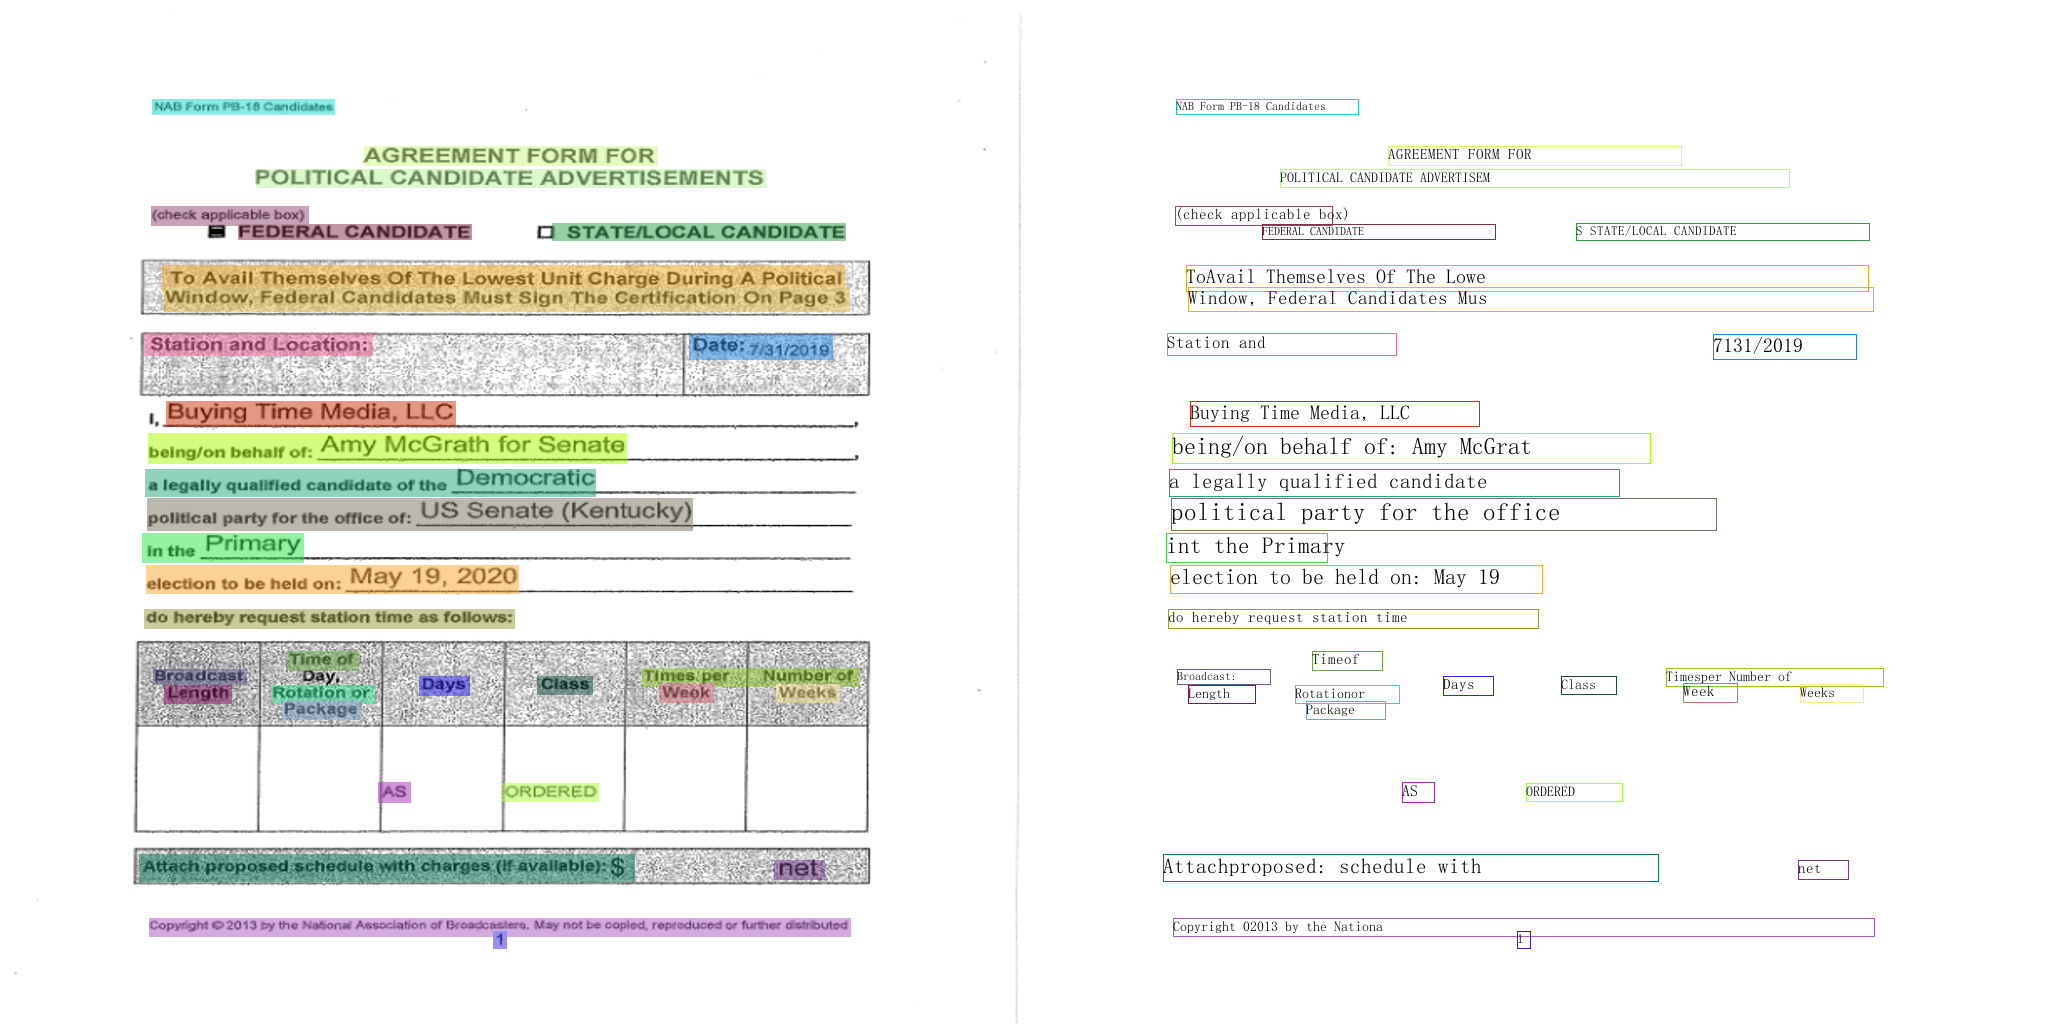 NAB Form PB-18 Candidates
AGREEMENT FORM FOR
POLITICAL CANDIDATE ADVERTISEMENTS
(check applicable box)
FEDERAL CANDIDATE STATE/LOCAL CANDIDATE
To Avail Themselves Of The Lowest Unit Charge During A Political
Window, Federal Candidates Must Sign The Certification On Page 3
Station and Location: Date: 7/31/2019
I, Buying Time Media, LLC,
being/on behalf of: Amy McGrath for Senate,
a legally qualified candidate of the Democratic
political party for the office of: US Senate (Kentucky)
in the Primary
election to be held on: May 19, 2020
do hereby request station time as follows:
Broadcast
Length
Time of
Day,
Rotation or
Package
Days
Class
Times per
Week
Number of
Weeks
AS ORDERED
Attach proposed schedule with charges (if available): $ net
Copyright © 2013 by the National Association of Broadcasters. May not be copied, reproduced or further distributed
1
NAB Form PB-18 Candidates
AGREEMENT FORM FOR
POLITICAL CANDIDATE ADVERTISEM
(check applicable box)
FEDERAL CANDIDATE
S STATE/LOCAL CANDIDATE
ToAvail Themselves Of The Lowe
Window, Federal Candidates Mus
Station and
7131/2019
Buying Time Media, LLC
being/on behalf of: Amy McGrat
a legally qualified candidate
political party for the office
int the Primary
election to be held on: May 19
do hereby request station time
Broadcast:
Length
Timeof
Rotationor
Package
Days
Class
Timesper Number of
Week
Weeks
AS
ORDERED
Attachproposed: schedule with
net
Copyright 02013 by the Nationa
1